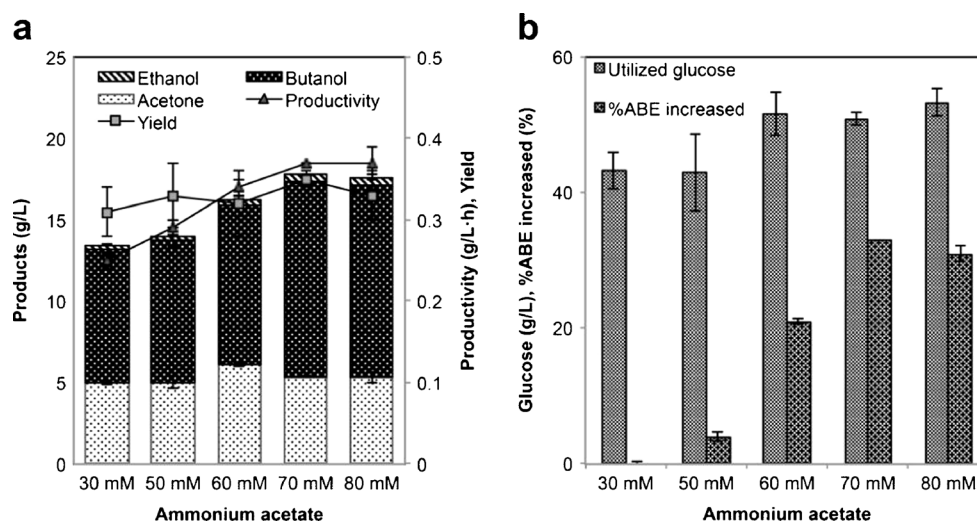 a
25
20
15
10
5
0
Products (g/L)
Ethanol
Butanol
Acetone
Productivity
Yield
0.5
0.4
0.3
0.2
0.1
0
Productivity (g/L·h), Yield
30 mM 50 mM 60 mM 70 mM 80 mM
Ammonium acetate
b
60
40
20
0
Glucose (g/L), %ABE increased (%)
Utilized glucose
%ABE increased
30 mM 50 mM 60 mM 70 mM 80 mM
Ammonium acetate